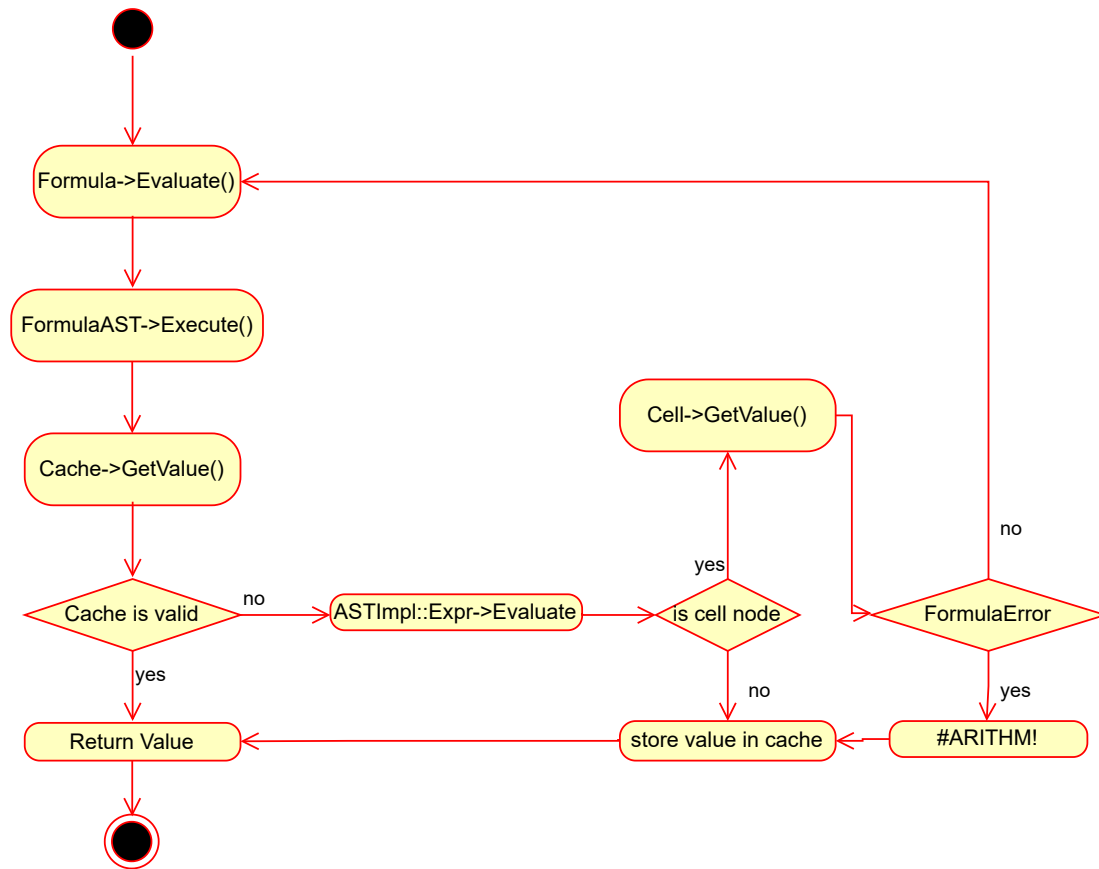 Formula->Evaluate()
FormulaAST->Execute()
Cell->GetValue()
Cache->GetValue()
no
yes
Cache is valid
no
ASTImpl::Expr->Evaluate
is cell node
FormulaError
yes
no
yes
Return Value
store value in cache
#ARITHM!